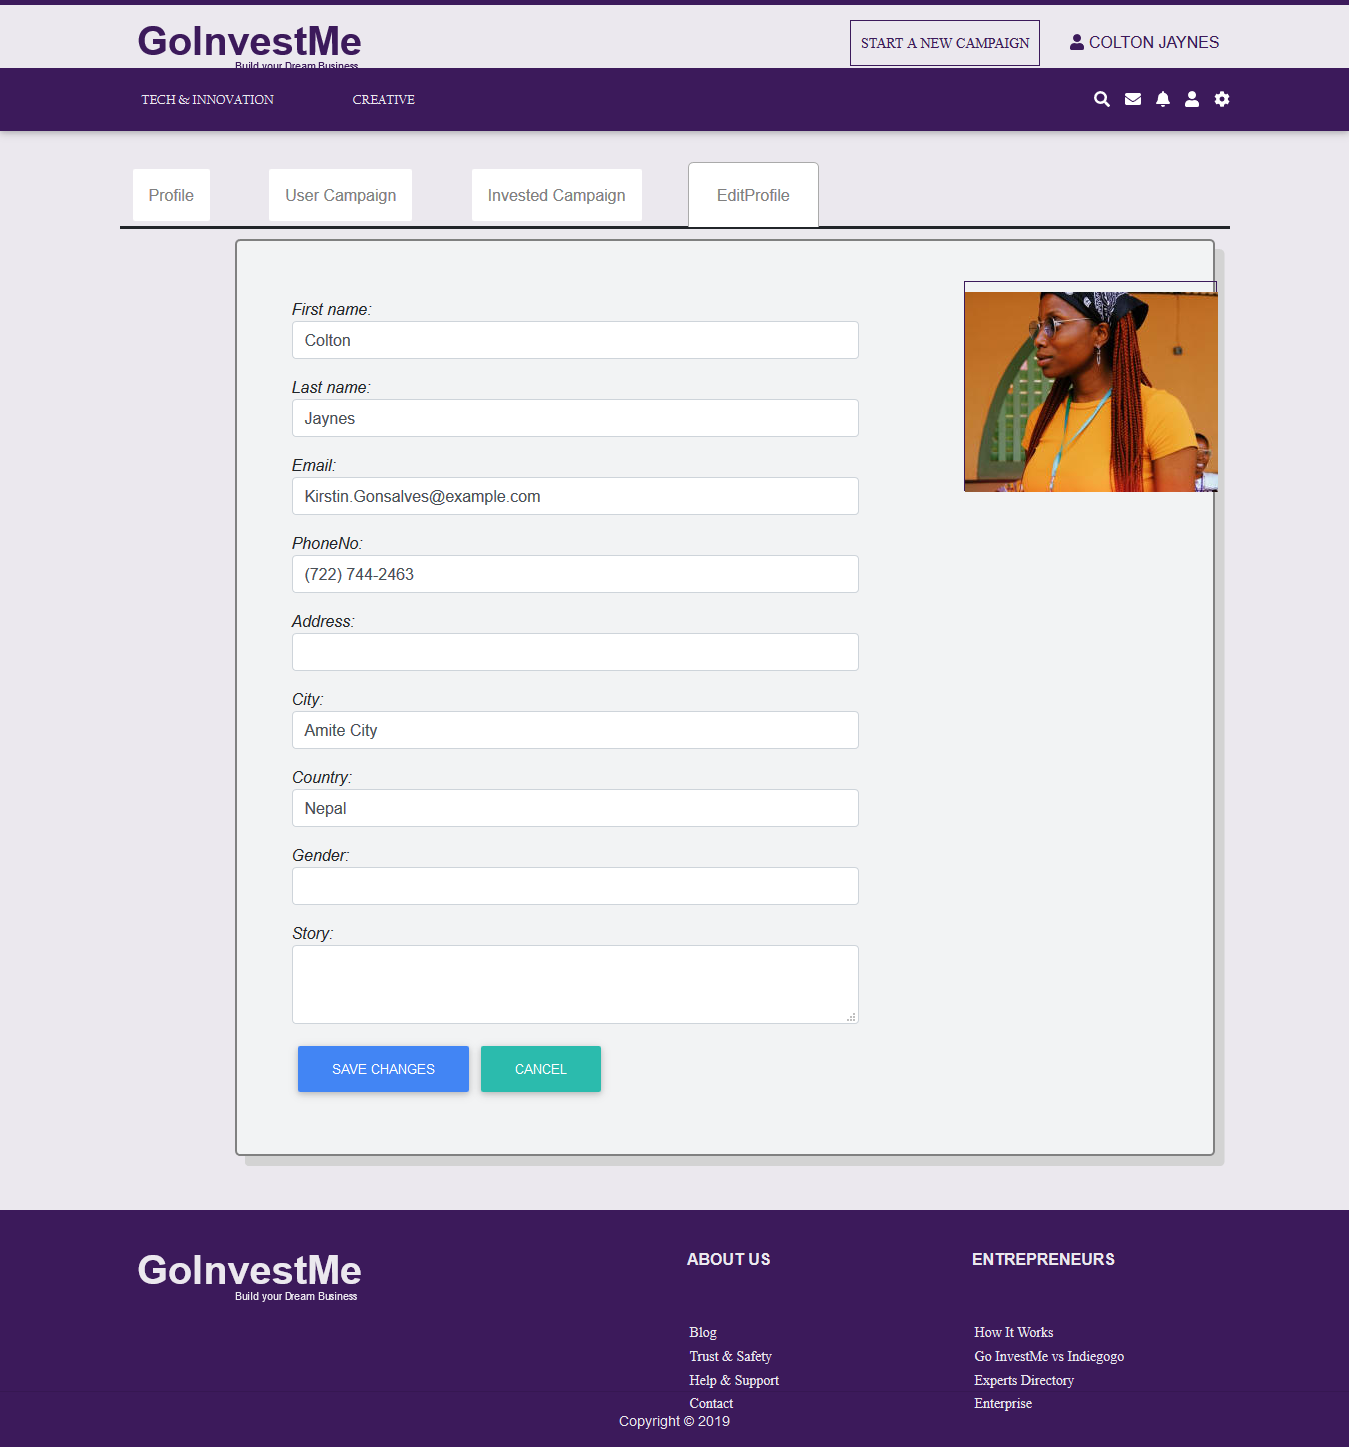 GoInvestMe
Build your Dream Business
START A NEW CAMPAIGN
COLTON JAYNES
TECH & INNOVATION
CREATIVE
Profile
User Campaign
Invested Campaign
EditProfile
First name:
Colton
Last name:
Jaynes
Email:
Kirstin.Gonsalves@example.com
PhoneNo:
(722) 744-2463
Address:
City:
Amite City
Country:
Nepal
Gender:
Story:
SAVE CHANGES
CANCEL
GoInvestMe
Build your Dream Business
ABOUT US
Blog
Trust & Safety
Help & Support
Contact
ENTREPRENEURS
How It Works
Go InvestMe vs Indiegogo
Experts Directory
Enterprise
Copyright © 2019